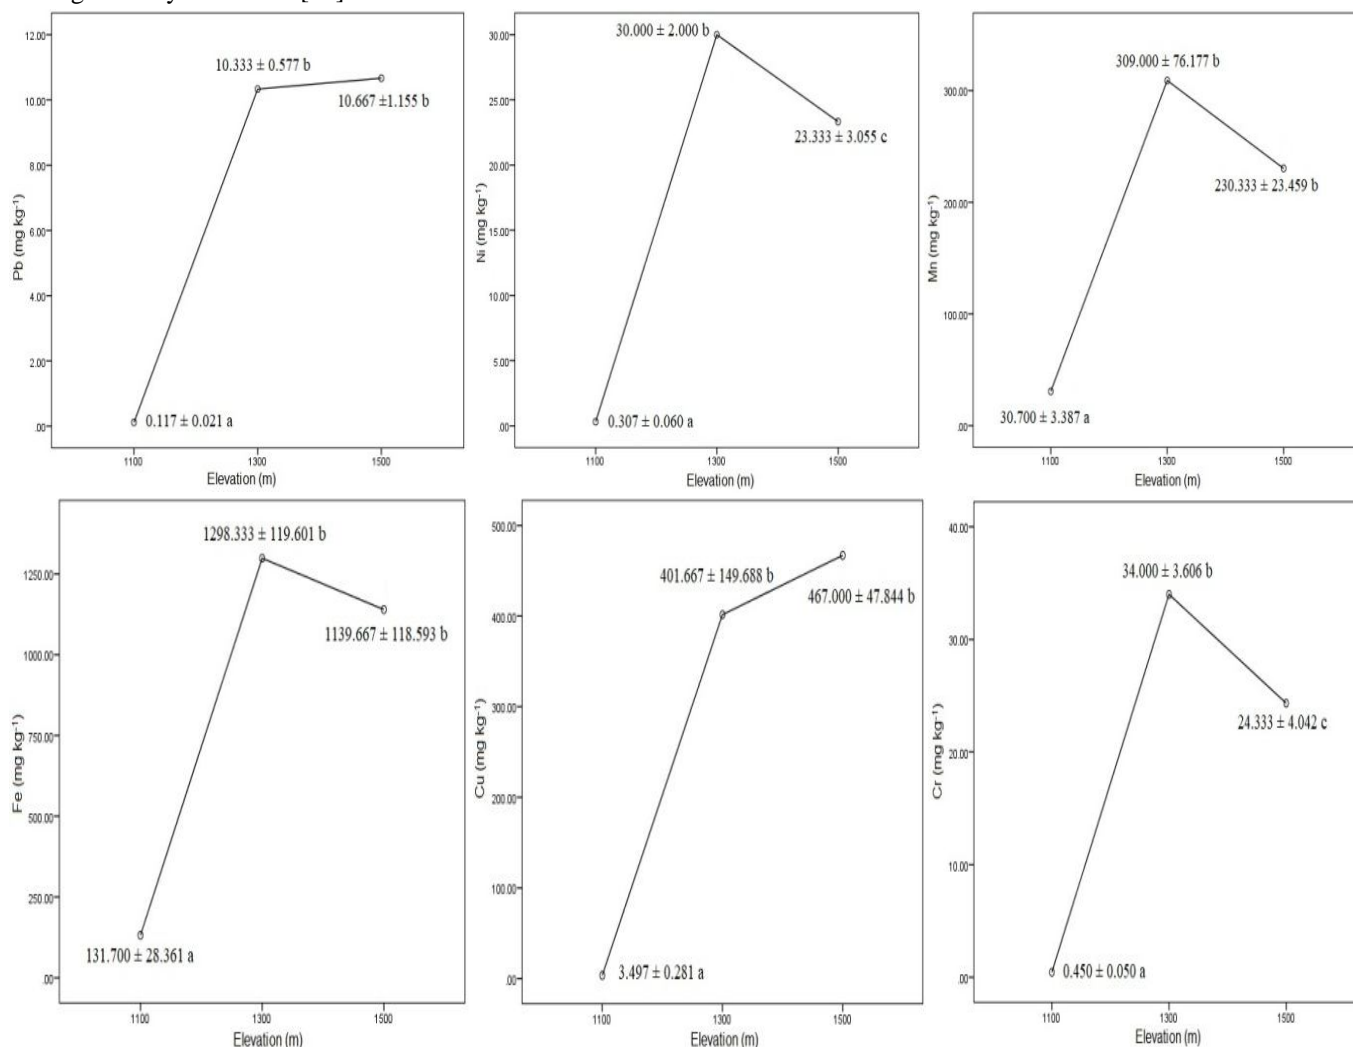 12.00
10.00
8.00
6.00
4.00
2.00
.00
Pb (mg kg⁻¹)
10.333 ± 0.577 b
10.667 ±1.155 b
0.117 ± 0.021 a
1100 1300 1500
Elevation (m)
30.00
25.00
20.00
15.00
10.00
5.00
.00
Ni (mg kg⁻¹)
30.000 ± 2.000 b
23.333 ± 3.055 c
0.307 ± 0.060 a
1100 1300 1500
Elevation (m)
300.00
200.00
100.00
.00
Mn (mg kg⁻¹)
309.000 ± 76.177 b
230.333 ± 23.459 b
30.700 ± 3.387 a
1100 1300 1500
Elevation (m)
1250.00
1000.00
750.00
500.00
250.00
.00
Fe (mg kg⁻¹)
1298.333 ± 119.601 b
1139.667 ± 118.593 b
131.700 ± 28.361 a
1100 1300 1500
Elevation (m)
500.00
400.00
300.00
200.00
100.00
.00
Cu (mg kg⁻¹)
401.667 ± 149.688 b
467.000 ± 47.844 b
3.497 ± 0.281 a
1100 1300 1500
Elevation (m)
40.00
30.00
20.00
10.00
.00
Cr (mg kg⁻¹)
34.000 ± 3.606 b
24.333 ± 4.042 c
0.450 ± 0.050 a
1100 1300 1500
Elevation (m)